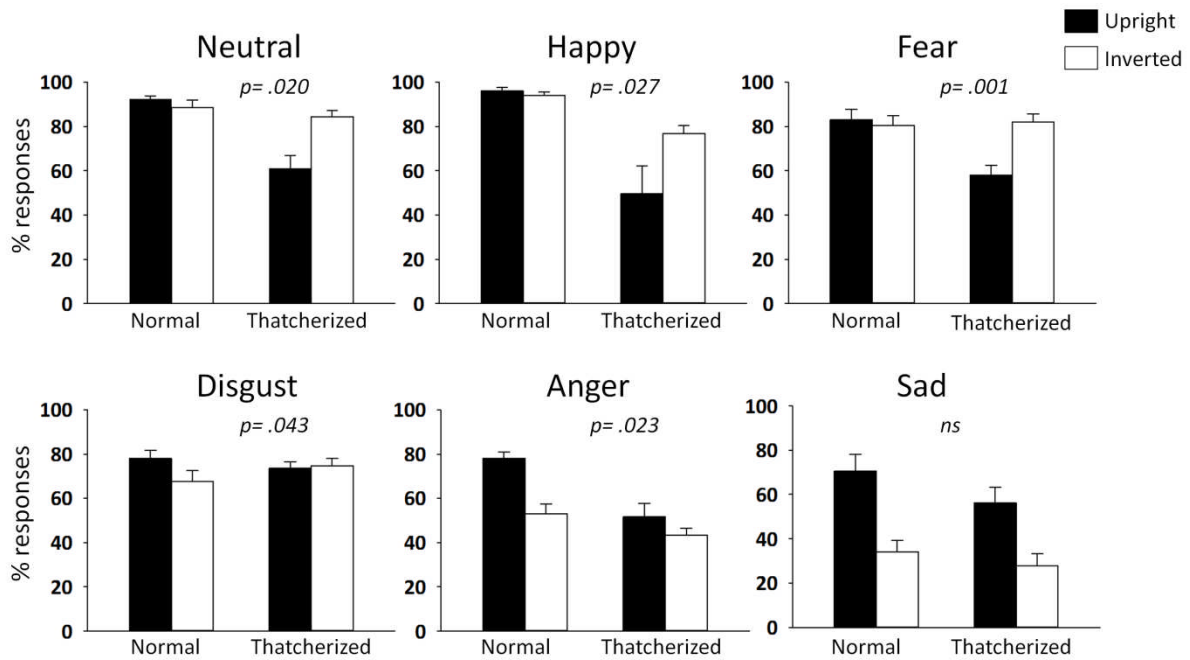 Upright
Inverted
Neutral
Happy
Fear
% responses
100
80
60
40
20
0
p= .020
Normal
Thatcherized
100
80
60
40
20
0
p= .027
Normal
Thatcherized
100
80
60
40
20
0
p= .001
Normal
Thatcherized
Disgust
Anger
Sad
% responses
100
80
60
40
20
0
p= .043
Normal
Thatcherized
100
80
60
40
20
0
p= .023
Normal
Thatcherized
100
80
60
40
20
0
ns
Normal
Thatcherized